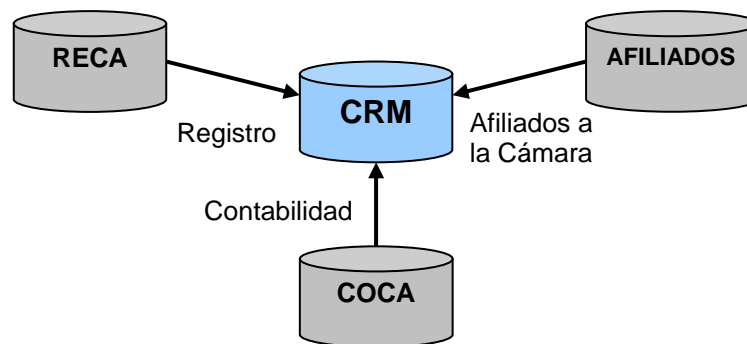 RECA
AFILIADOS
CRM
Registro
Afiliados a
la Cámara
Contabilidad
COCA